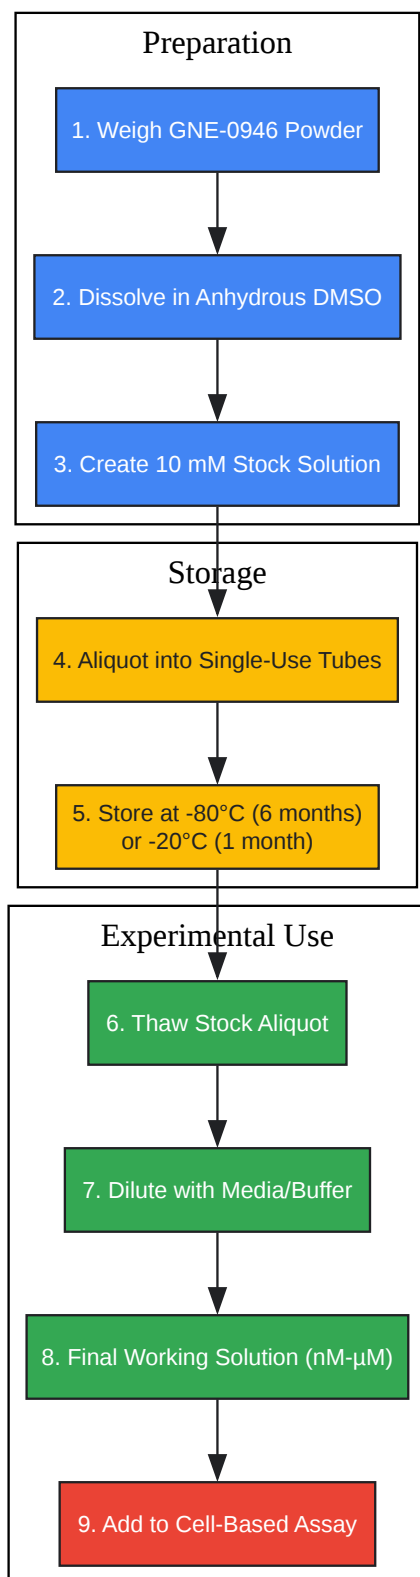 Preparation
1. Weigh GNE-0946 Powder
2. Dissolve in Anhydrous DMSO
3. Create 10 mM Stock Solution
Storage
4. Aliquot into Single-Use Tubes
5. Store at -80°C (6 months)
or -20°C (1 month)
Experimental Use
6. Thaw Stock Aliquot
7. Dilute with Media/Buffer
8. Final Working Solution (nM-µM)
9. Add to Cell-Based Assay